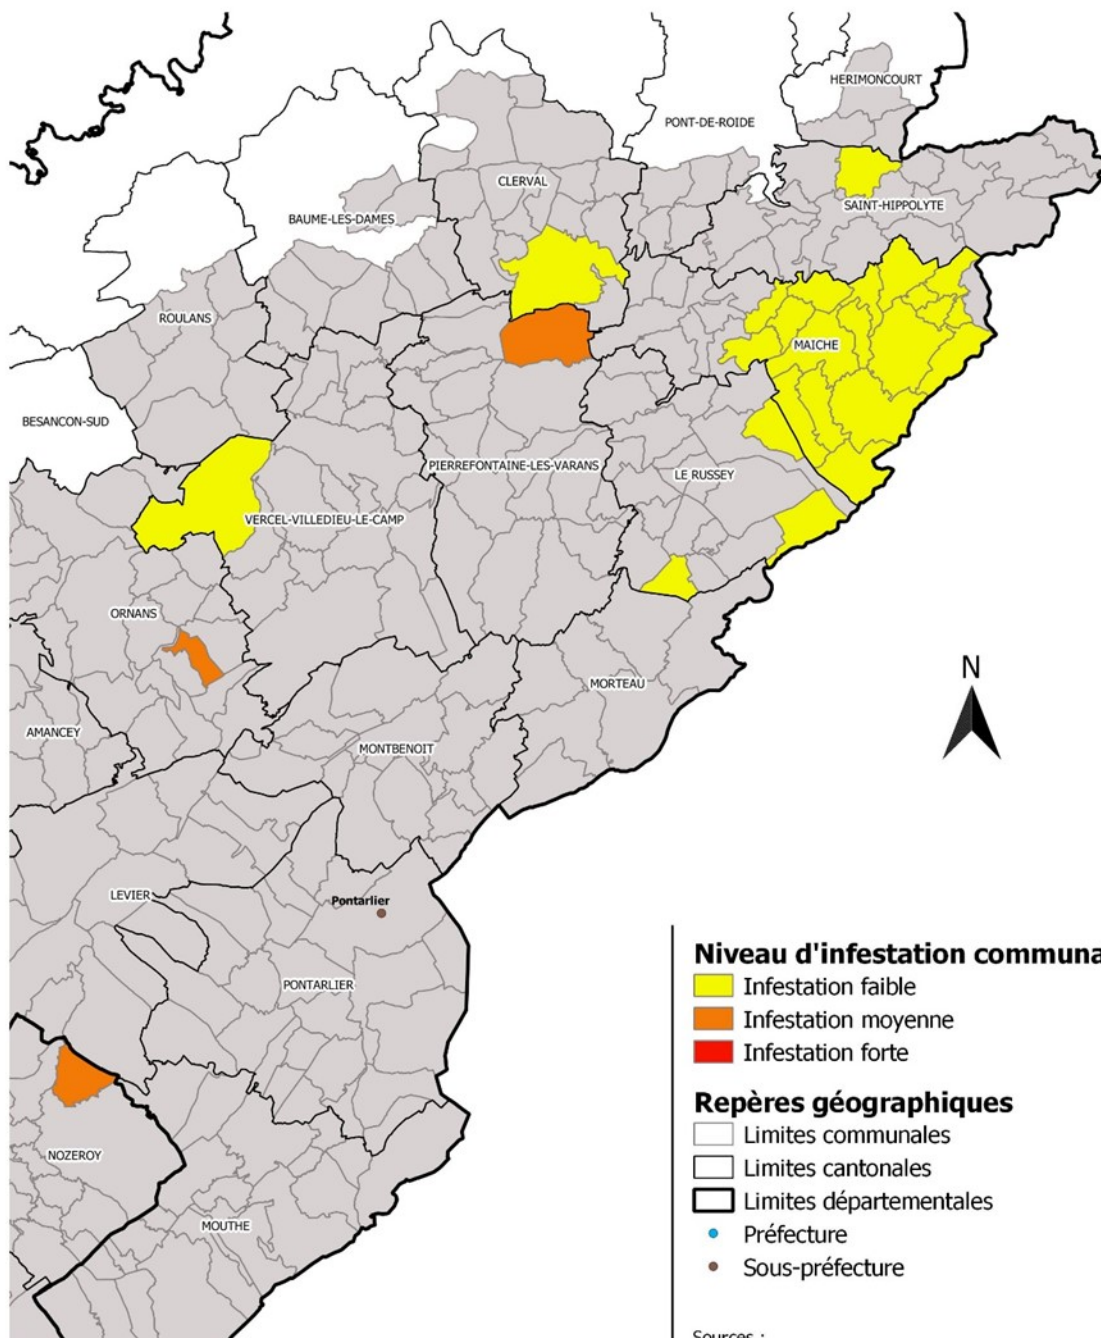 HERIMONCOURT
PONT-DE-ROIDE
CLERVAL
SAINT-HIPPOLYTE
BAUME-LES-DAMES
ROULANS
MAICHE
BESANCON-SUD
PIERREFONTAINE-LES-VARANS
LE RUSSEY
VERCEL-VILLEDIEU-LE-CAMP
ORNANS
N
MORTEAU
AMANCEY
MONTBENOIT
LEVIER
Pontarlier
PONTARLIER
Niveau d'infestation communa
Infestation faible
Infestation moyenne
Infestation forte
Repères géographiques
Limites communales
NOZEROY
Limites cantonales
Limites départementales
MOUTHE
Préfecture
Sous-préfecture
Sources :